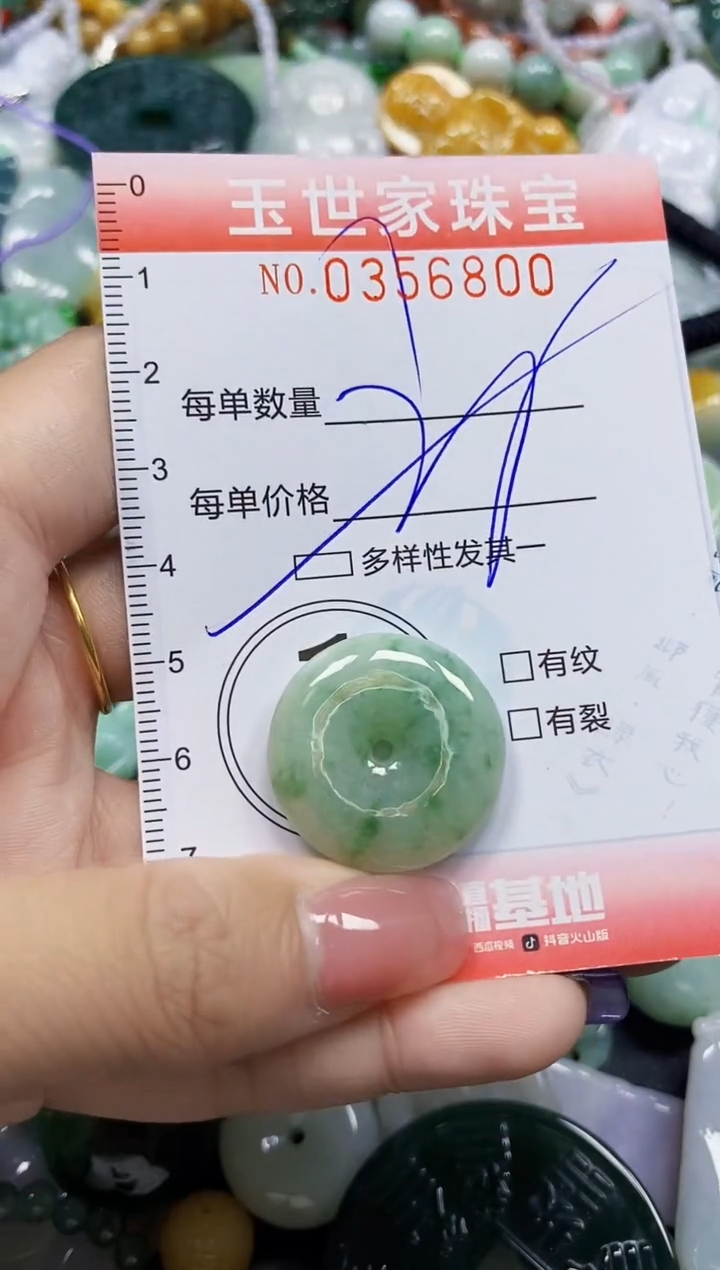 玉世家珠宝
NO.0356800
每单数量
每单价格
多样性发其一
有纹
有裂
基地
西瓜视频 抖音火山版
0
1
2
3
4
5
6
7